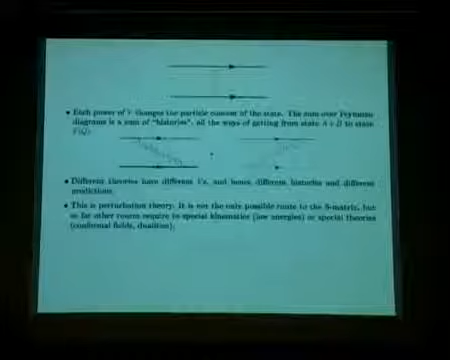 • Each power of V changes the particle content of the state. The sum over Feynman
diagrams is a sum of "histories", all the ways of getting from state A + B to state
• Different theories have different V's, and hence different histories and different
predictions.
• This is perturbation theory. It is not the only possible route to the S-matrix, but
so far other routes require to special kinematics (low energies) or special theories
(conformal fields, dualities).